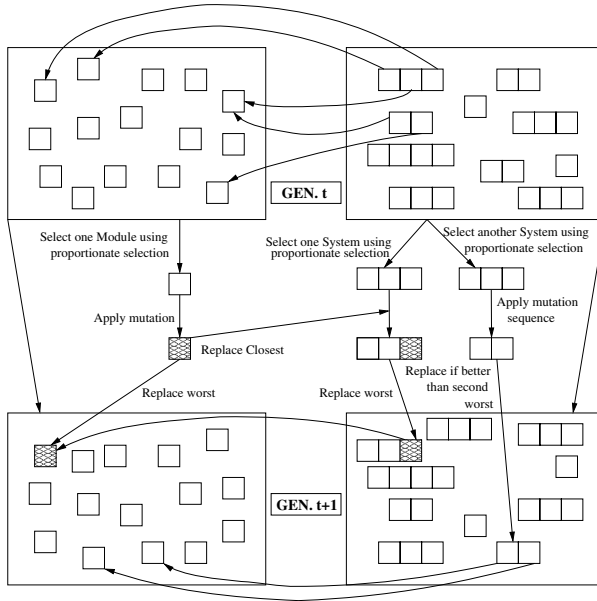 GEN. t
Select one Module using
proportionate selection
Select one System using
proportionate selection
Select another System using
proportionate selection
Apply mutation
Replace Closest
Apply mutation
sequence
Replace worst
Replace worst
Replace if better
than second
worst
GEN. t+1